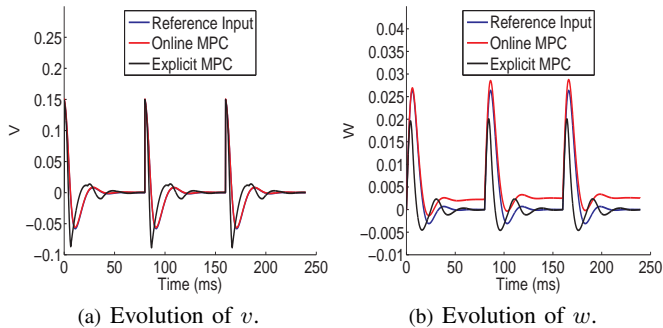 Reference Input
Online MPC
Explicit MPC
0.25
0.2
0.15
0.1
0.05
0
−0.05
−0.1
V
0 50 100 150 200 250
Time (ms)
(a) Evolution of v.
Reference Input
Online MPC
Explicit MPC
0.04
0.035
0.03
0.025
0.02
0.015
0.01
0.005
0
−0.005
−0.01
W
0 50 100 150 200 250
Time (ms)
(b) Evolution of w.